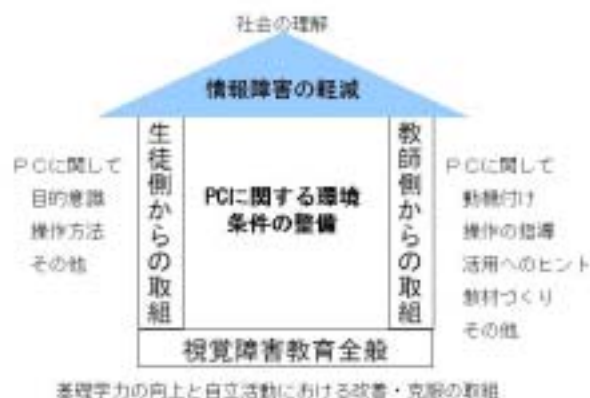 社会の理解
情報障害の軽減
生徒側からの取組
教師側からの取組
PCに関して
目的意識
操作方法
その他
PCに関する環境
条件の整備
PCに関して
動機付け
操作の指導
活用へのヒント
教材づくり
その他
視覚障害教育全般
基礎学力の向上と自立活動における改善・克服の取組